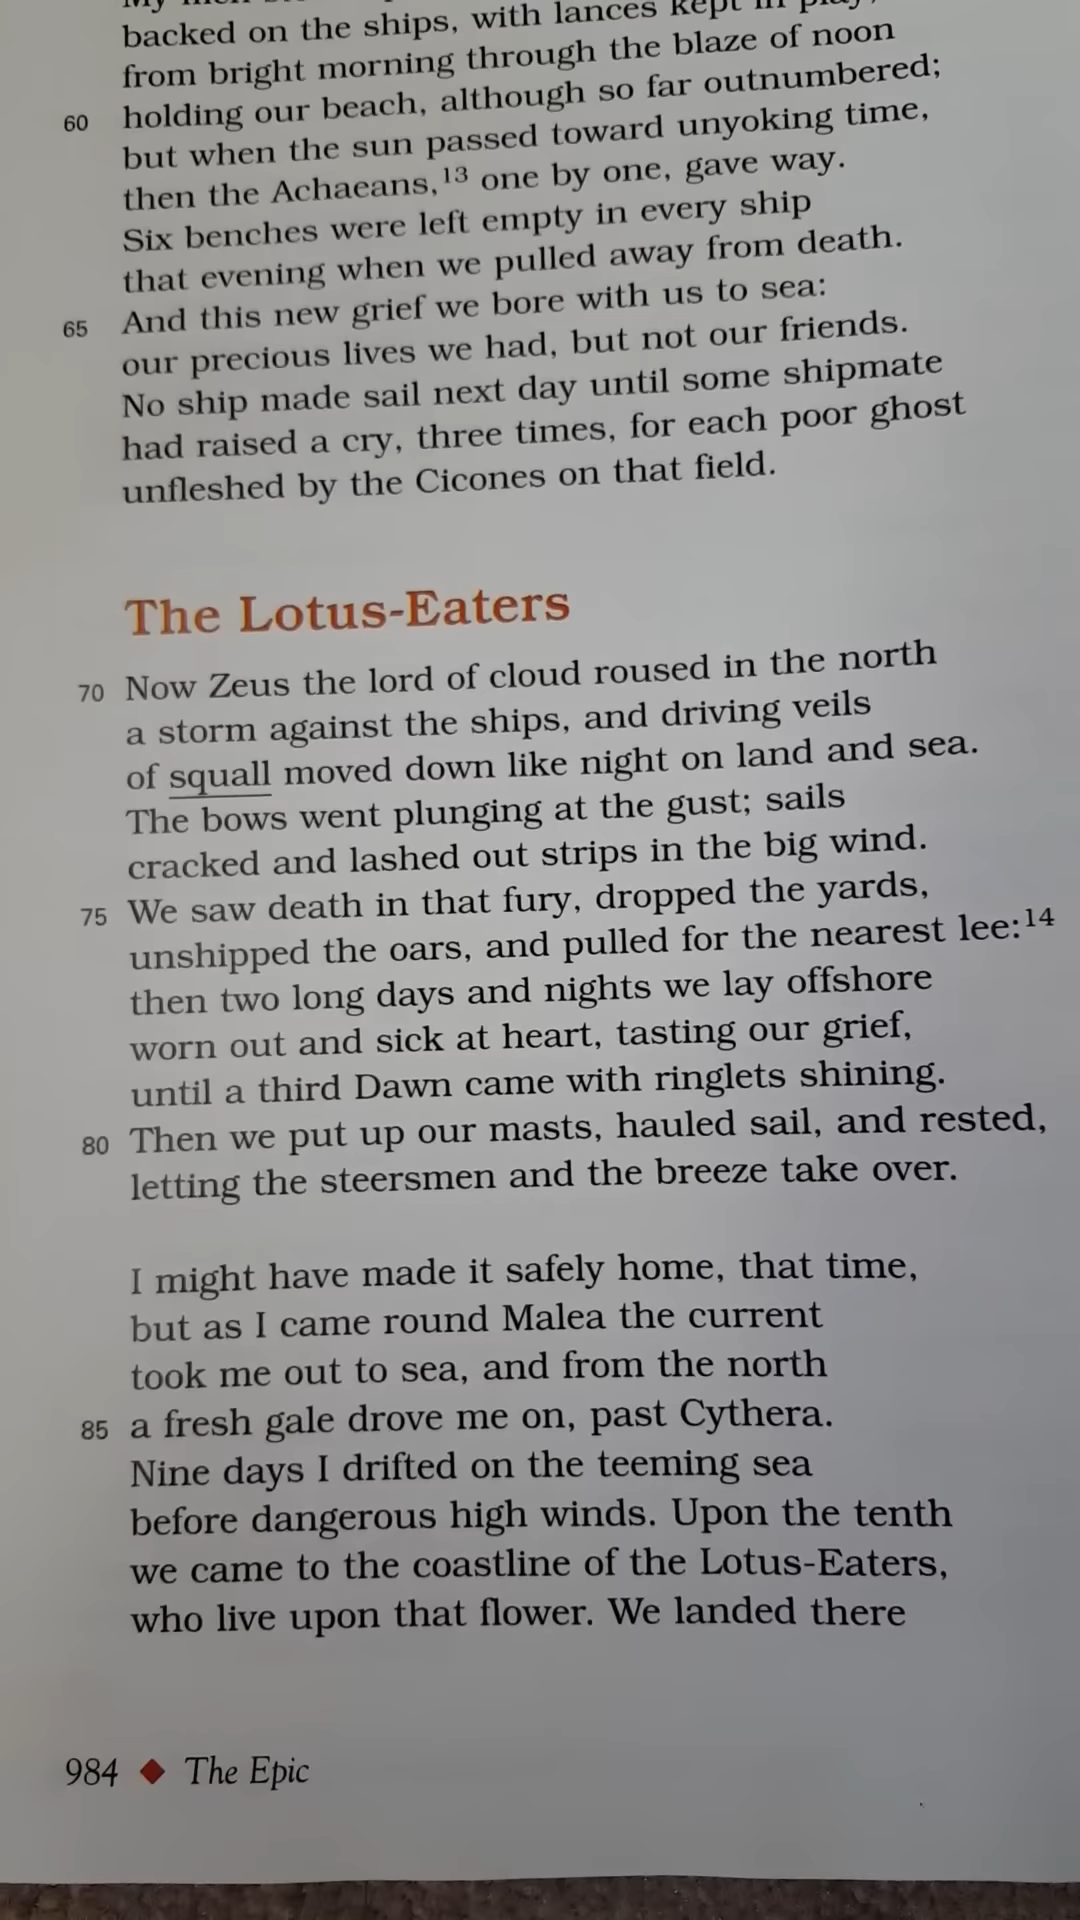 My men
backed on the ships, with lances kept in play,
from bright morning through the blaze of noon
60 holding our beach, although so far outnumbered;
but when the sun passed toward unyoking time,
then the Achaeans,13 one by one, gave way.
Six benches were left empty in every ship
that evening when we pulled away from death.
65 And this new grief we bore with us to sea:
our precious lives we had, but not our friends.
No ship made sail next day until some shipmate
had raised a cry, three times, for each poor ghost
unfleshed by the Cicones on that field.
The Lotus-Eaters
70 Now Zeus the lord of cloud roused in the north
a storm against the ships, and driving veils
of squall moved down like night on land and sea.
The bows went plunging at the gust; sails
cracked and lashed out strips in the big wind.
75 We saw death in that fury, dropped the yards,
unshipped the oars, and pulled for the nearest lee:14
then two long days and nights we lay offshore
worn out and sick at heart, tasting our grief,
until a third Dawn came with ringlets shining.
80 Then we put up our masts, hauled sail, and rested,
letting the steersmen and the breeze take over.
I might have made it safely home, that time,
but as I came round Malea the current
took me out to sea, and from the north
85 a fresh gale drove me on, past Cythera.
Nine days I drifted on the teeming sea
before dangerous high winds. Upon the tenth
we came to the coastline of the Lotus-Eaters,
who live upon that flower. We landed there
984 ◆ The Epic